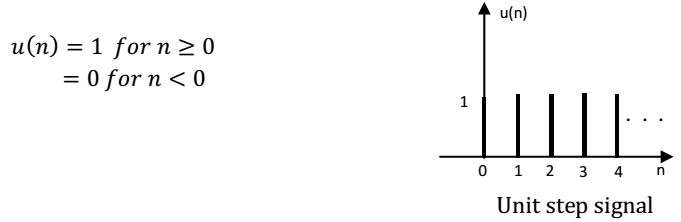 u(n) = 1 for n ≥ 0
= 0 for n < 0
u(n)
1
. . .
0 1 2 3 4 n
Unit step signal